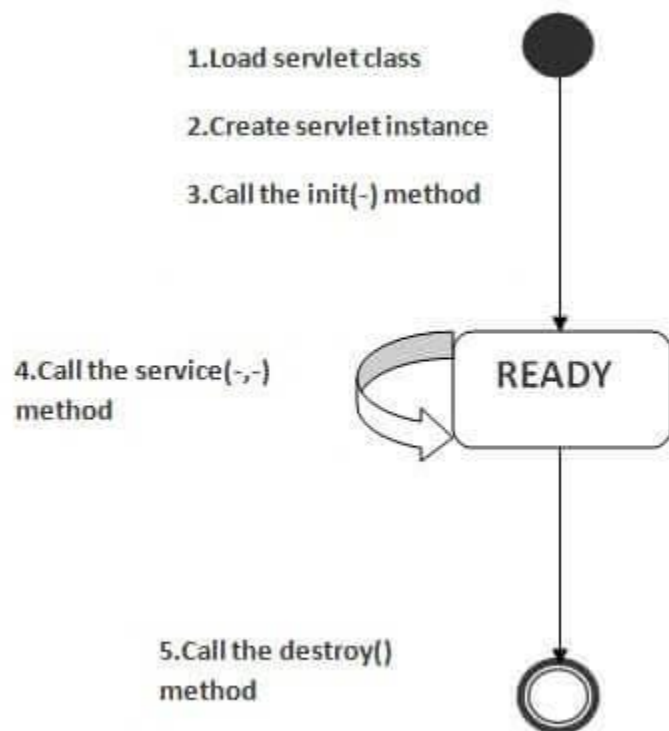 1.Load servlet class
2.Create servlet instance
3.Call the init(-) method
4.Call the service(-,-)
method
READY
5.Call the destroy()
method